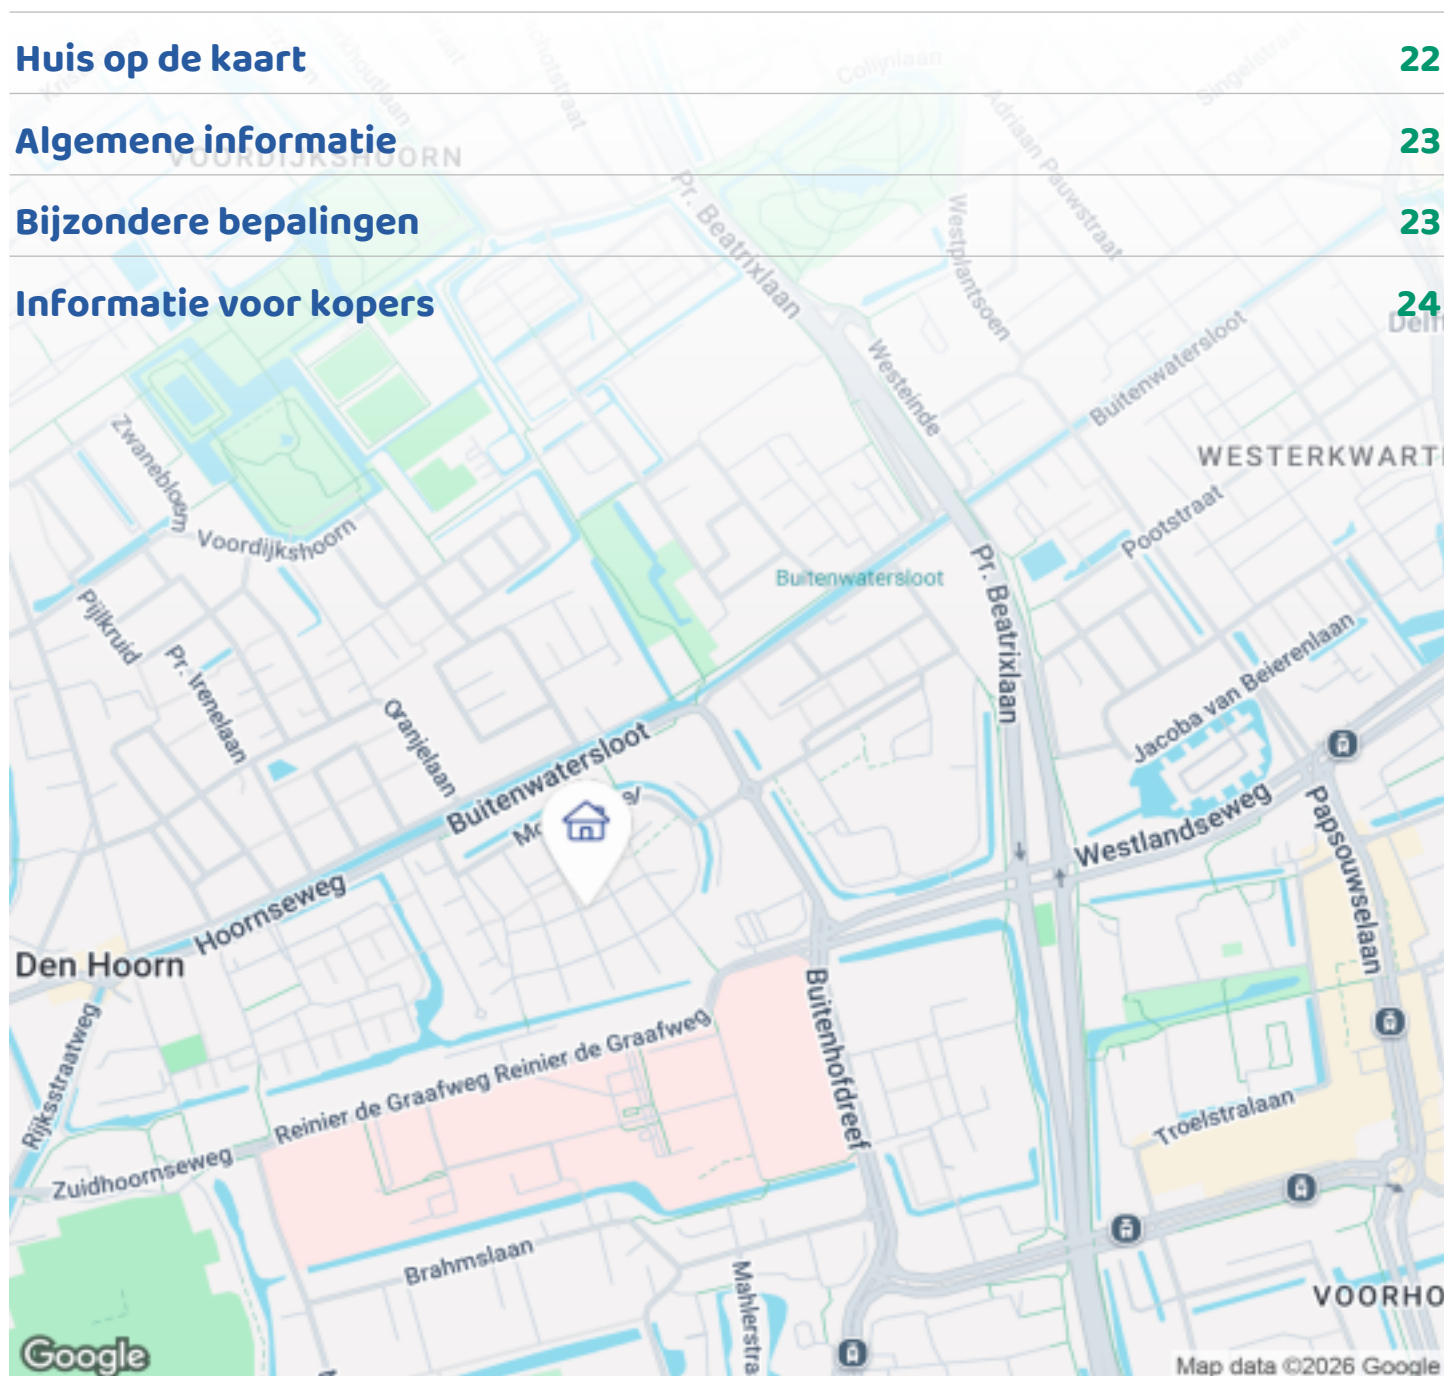 Huis op de kaart 22
Algemene informatie 23
Bijzondere bepalingen 23
Informatie voor kopers 24
Colijnlaan
Singelstraat
Adriaan Pauwstraat
VOORDIJKSHOORN
Pr. Beatrixlaan
Westplantsoen
Westeinde
Buitenwatersloot
WESTERKWART
Zwanebloem
Voordijkshoorn
Pootstraat
Buitenwatersloot
Pr. Beatrixlaan
Pijlkruid
Pr. Irenelaan
Oranjelaan
Jacoba van Beierenlaan
Buitenwatersloot
Westlandseweg
Papsouwselaan
Hoornseweg
Den Hoorn
Rijksstraatweg
Buitenhofdreef
Reinier de Graafweg Reinier de Graafweg
Troelstralaan
Zuidhoornseweg
Brahmslaan
Mahlerstra
VOORHO
Google
Map data ©2026 Google